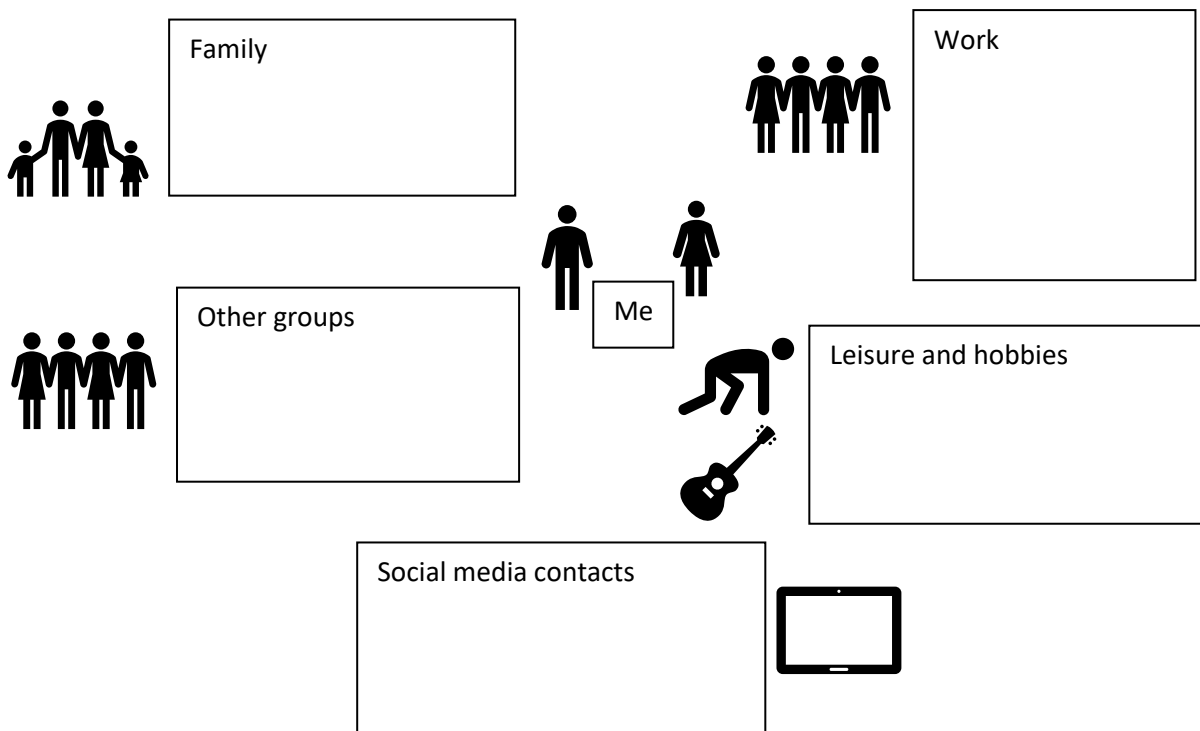 Family
Work
Me
Other groups
Leisure and hobbies
Social media contacts